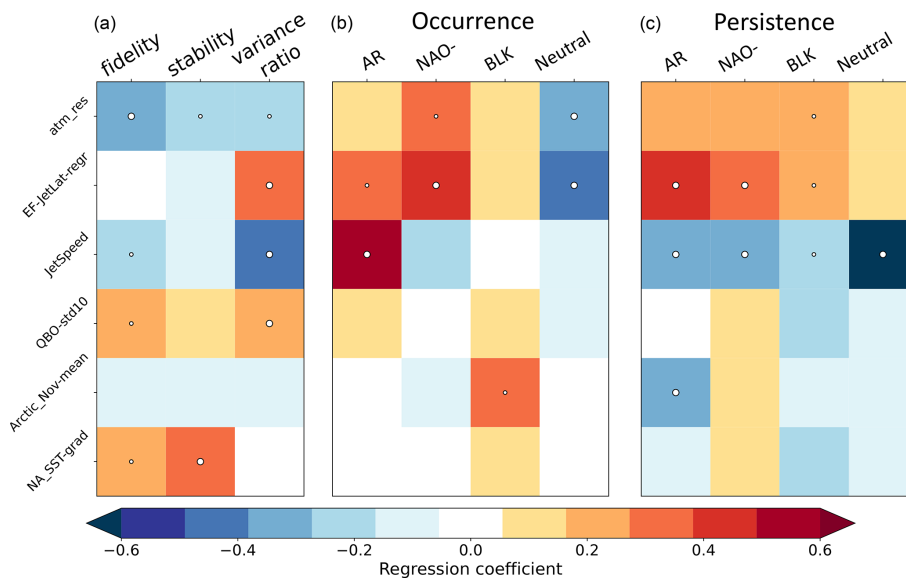 (a)
fidelity
stability
variance
ratio
(b)
Occurrence
AR
NAO-
BLK
Neutral
(c)
Persistence
AR
NAO-
BLK
Neutral
atm_res
EF-JetLat-regr
JetSpeed
QBO-std10
Arctic_Nov-mean
NA_SST-grad
−0.6
−0.4
−0.2
0.0
0.2
0.4
0.6
Regression coefficient